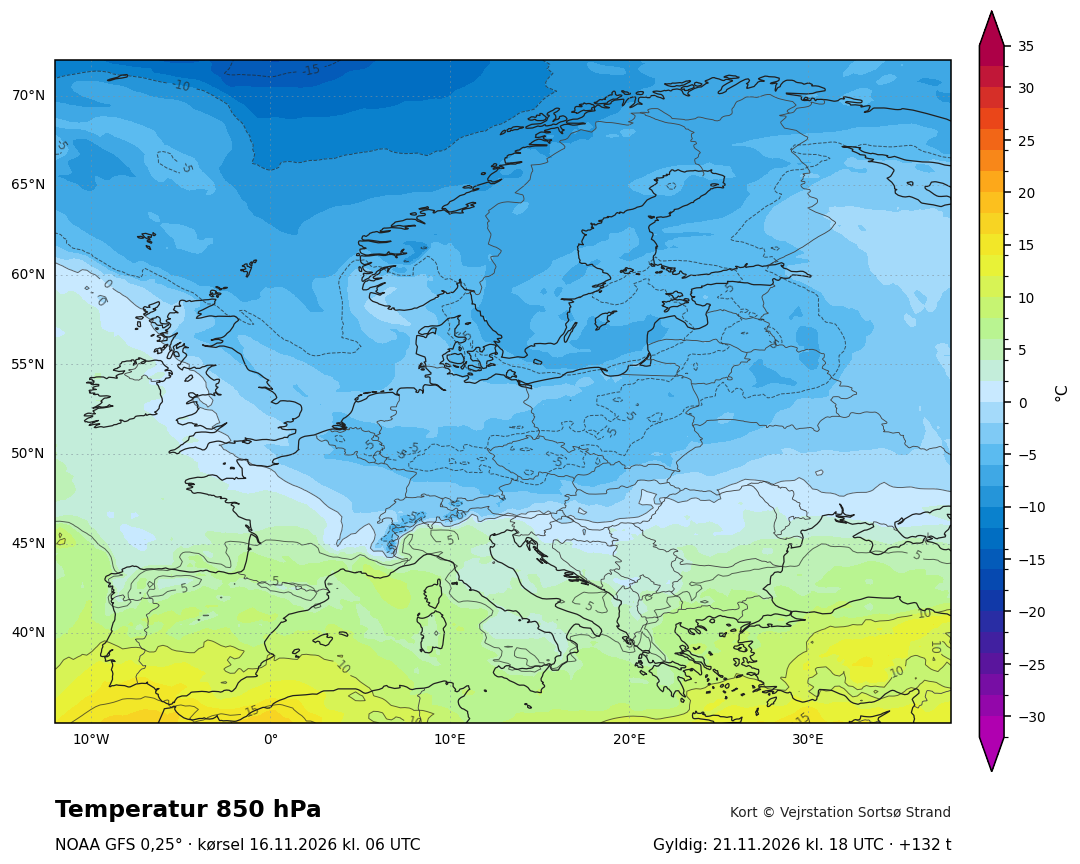 70°N
65°N
60°N
55°N
50°N
45°N
40°N
10°W
0°
10°E
20°E
30°E
35
30
25
20
15
10
5
0
−5
−10
−15
−20
−25
−30
°C
Temperatur 850 hPa
Kort © Vejrstation Sortsø Strand
NOAA GFS 0,25° · kørsel 16.11.2026 kl. 06 UTC
Gyldig: 21.11.2026 kl. 18 UTC · +132 t